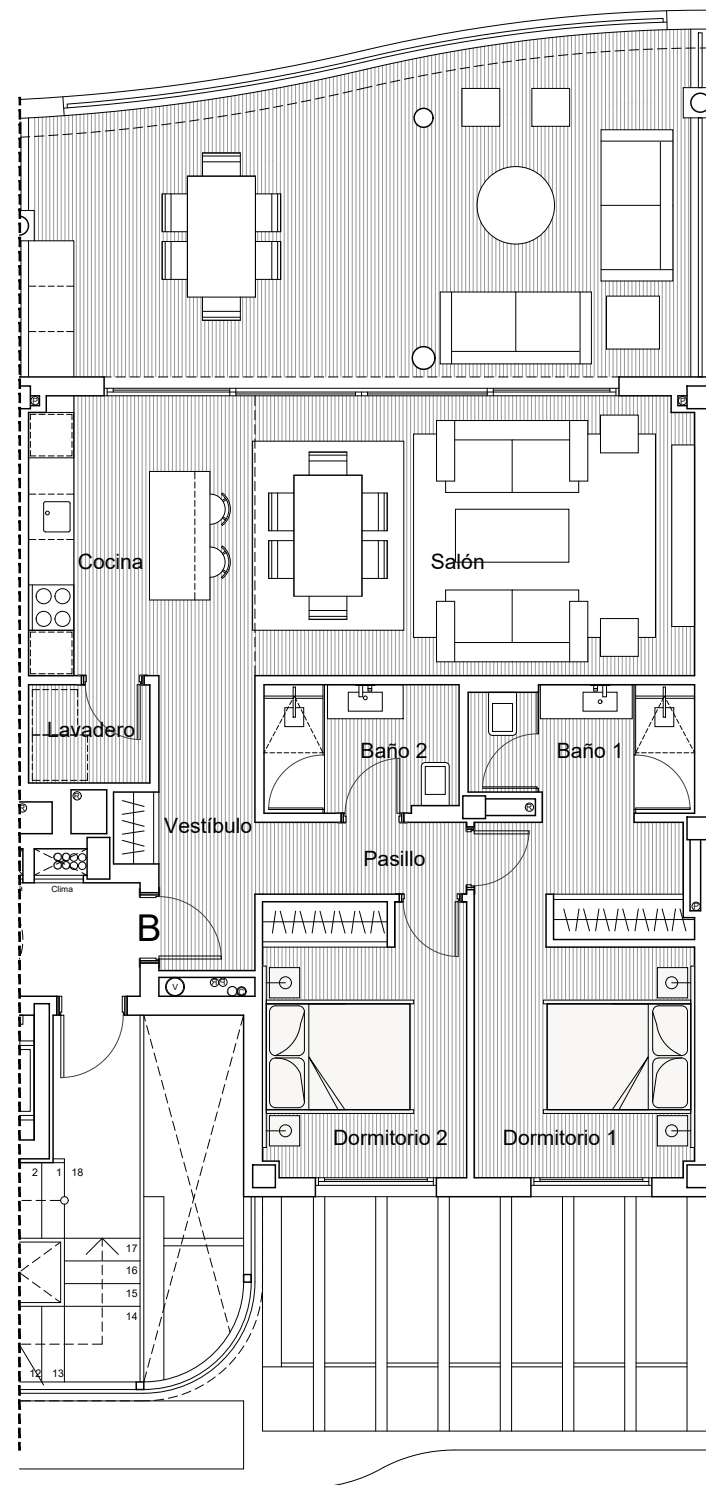 Cocina
Salón
Lavadero
Baño 2
Baño 1
Vestíbulo
Pasillo
Clima
B
V
Dormitorio 2
Dormitorio 1
2 1 18
17
16
15
14
12 13